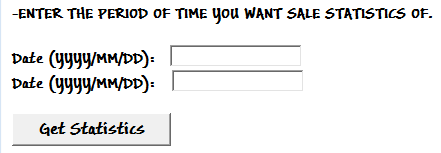 -ENTER THE PERIOD OF TIME YOU WANT SALE STATISTICS OF.
Date (YYYY/MM/DD):
Date (YYYY/MM/DD):
Get Statistics